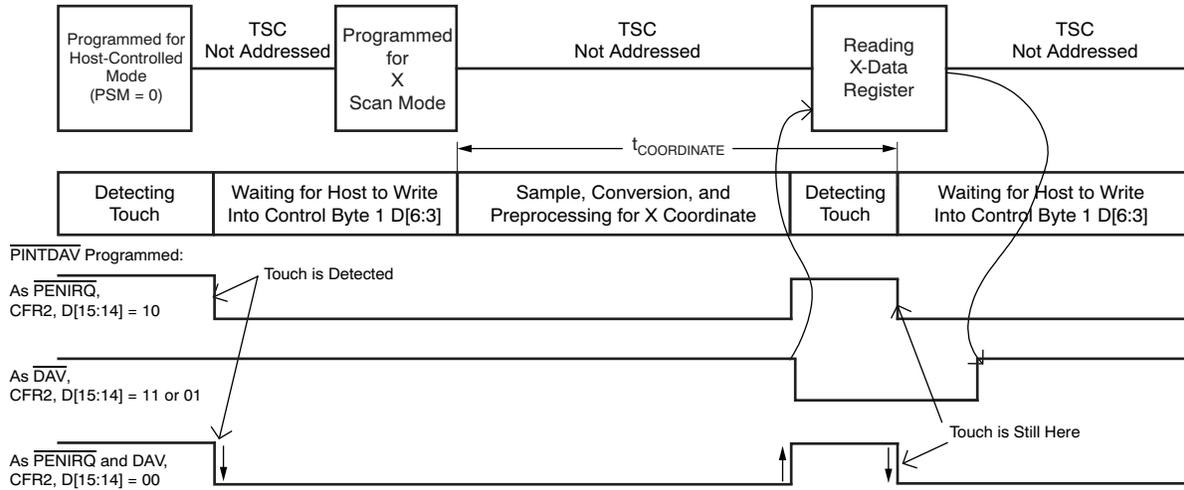 Programmed for
Host-Controlled
Mode
(PSM = 0)
TSC
Not Addressed
Programmed
for
X
Scan Mode
TSC
Not Addressed
Reading
X-Data
Register
TSC
Not Addressed
tCOORDINATE
Detecting
Touch
Waiting for Host to Write
Into Control Byte 1 D[6:3]
Sample, Conversion, and
Preprocessing for X Coordinate
Detecting
Touch
Waiting for Host to Write
Into Control Byte 1 D[6:3]
PINTDAV Programmed:
Touch is Detected
As PENIRQ,
CFR2, D[15:14] = 10
As DAV,
CFR2, D[15:14] = 11 or 01
Touch is Still Here
As PENIRQ and DAV,
CFR2, D[15:14] = 00